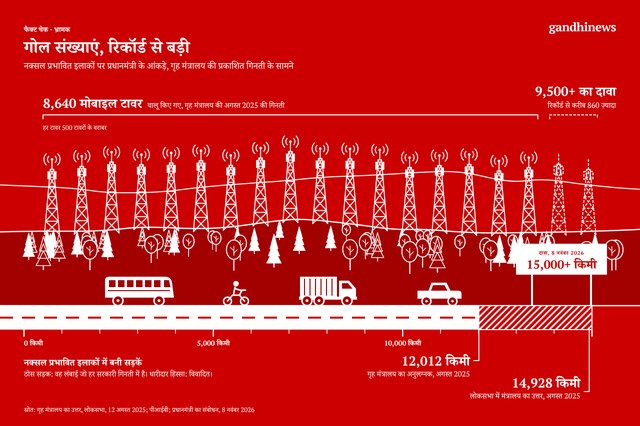 फैक्ट चेक · भ्रामक
gandhinews
गोल संख्याएं, रिकॉर्ड से बड़ी
नक्सल प्रभावित इलाकों पर प्रधानमंत्री के आंकड़े, गृह मंत्रालय की प्रकाशित गिनती के सामने
9,500+ का दावा
रिकॉर्ड से करीब 860 ज़्यादा
8,640 मोबाइल टावर चालू किए गए, गृह मंत्रालय की अगस्त 2025 की गिनती
हर टावर 500 टावरों के बराबर
दावा, 8 नवंबर 2026
15,000+ किमी
0 किमी
5,000 किमी
10,000 किमी
नक्सल प्रभावित इलाकों में बनी सड़कें
ठोस सड़क: वह लंबाई जो हर सरकारी गिनती में है। धारीदार हिस्सा: विवादित।
12,012 किमी
गृह मंत्रालय का अनुलग्नक, अगस्त 2025
14,928 किमी
लोकसभा में मंत्रालय का उत्तर, अगस्त 2025
स्रोत: गृह मंत्रालय का उत्तर, लोकसभा, 12 अगस्त 2025; पीआईबी; प्रधानमंत्री का संबोधन, 8 नवंबर 2026